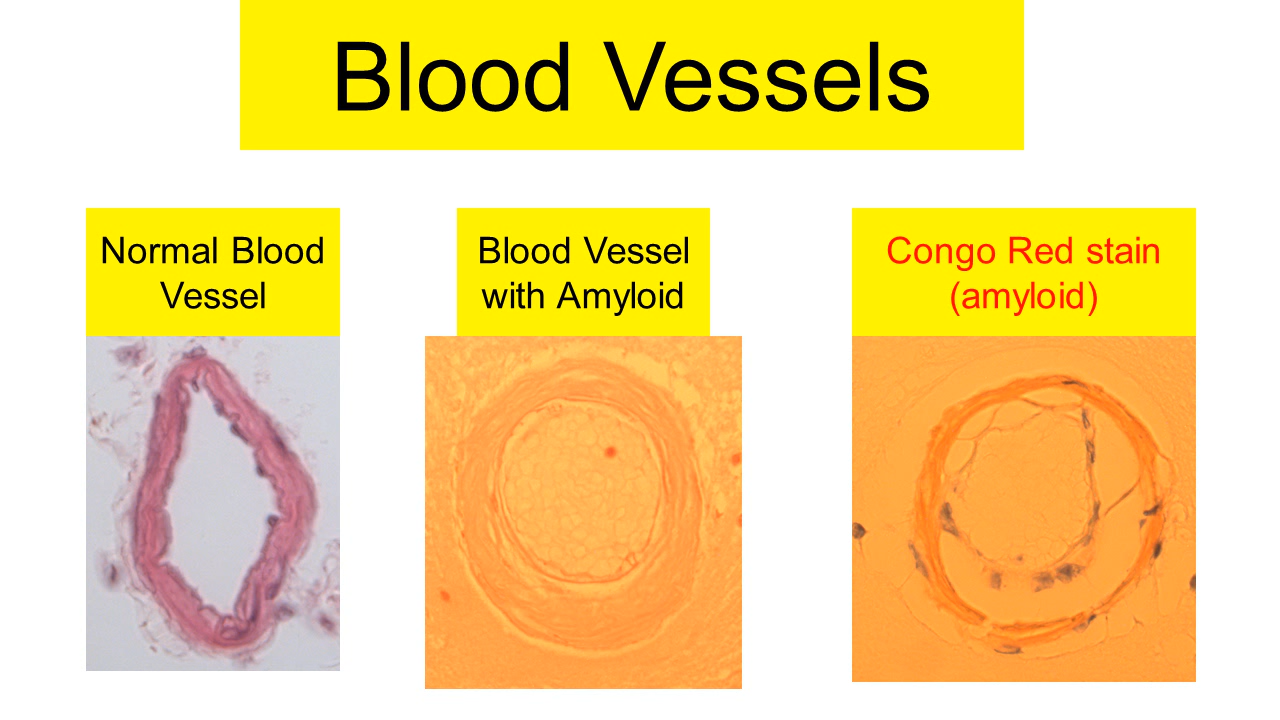 Blood Vessels
Normal Blood
Vessel
Blood Vessel
with Amyloid
Congo Red stain
(amyloid)